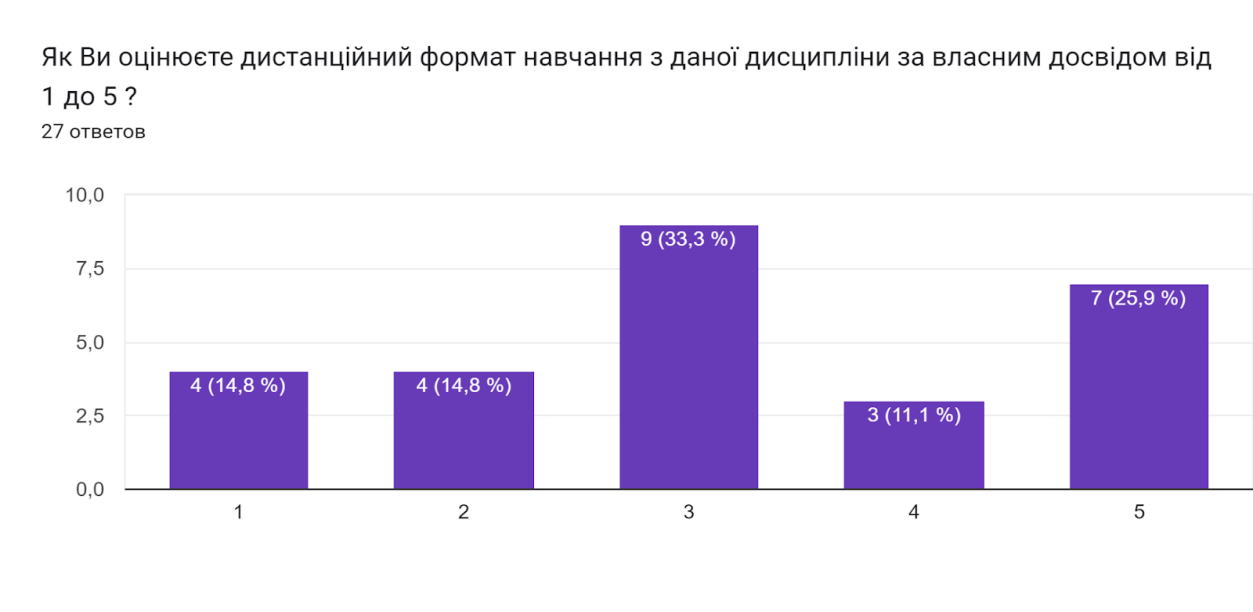 Як Ви оцінюєте дистанційний формат навчання з даної дисципліни за власним досвідом від
1 до 5 ?
27 ответов
10,0
7,5
5,0
2,5
0,0
4 (14,8 %)
4 (14,8 %)
9 (33,3 %)
3 (11,1 %)
7 (25,9 %)
1
2
3
4
5